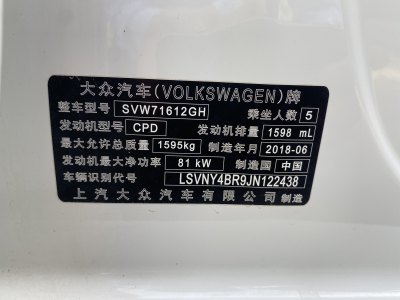 大众汽车(VOLKSWAGEN)牌
整车型号 SVW71612GH 乘坐人数 5
发动机型号 CPD 发动机排量 1598 mL
最大允许总质量 1595kg 制造年月 2018-06
发动机最大净功率 81 kW 制造国 中国
车辆识别代号 LSVNY4BR9JN122438
上汽大众汽车有限公司 制造